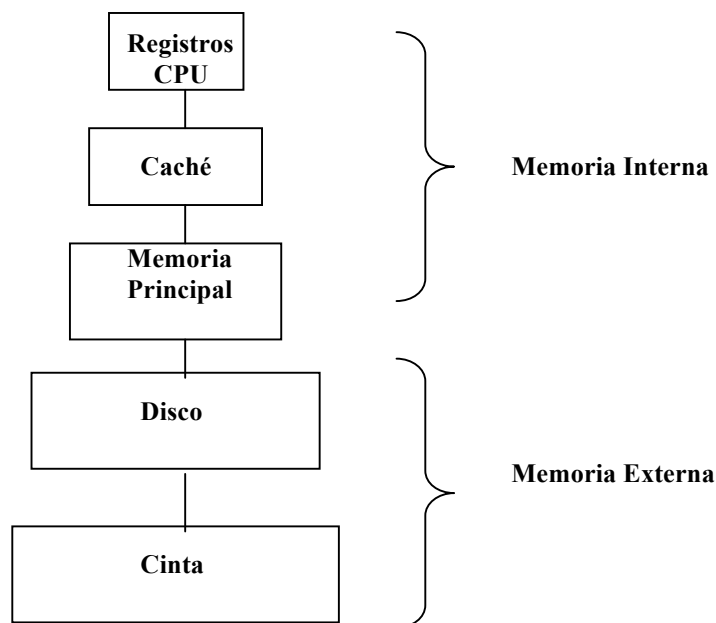 Registros
CPU
Caché
Memoria Interna
Memoria
Principal
Disco
Memoria Externa
Cinta